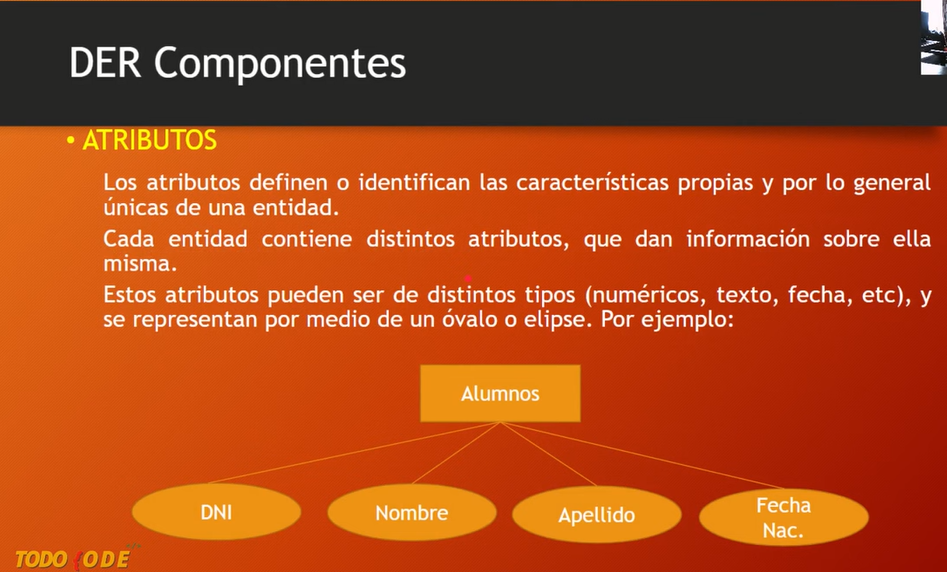 DER Componentes
• ATRIBUTOS
Los atributos definen o identifican las características propias y por lo general
únicas de una entidad.
Cada entidad contiene distintos atributos, que dan información sobre ella
misma.
Estos atributos pueden ser de distintos tipos (numéricos, texto, fecha, etc), y
se representan por medio de un óvalo o elipse. Por ejemplo:
Alumnos
DNI
Nombre
Apellido
Fecha
Nac.
TODO CODE